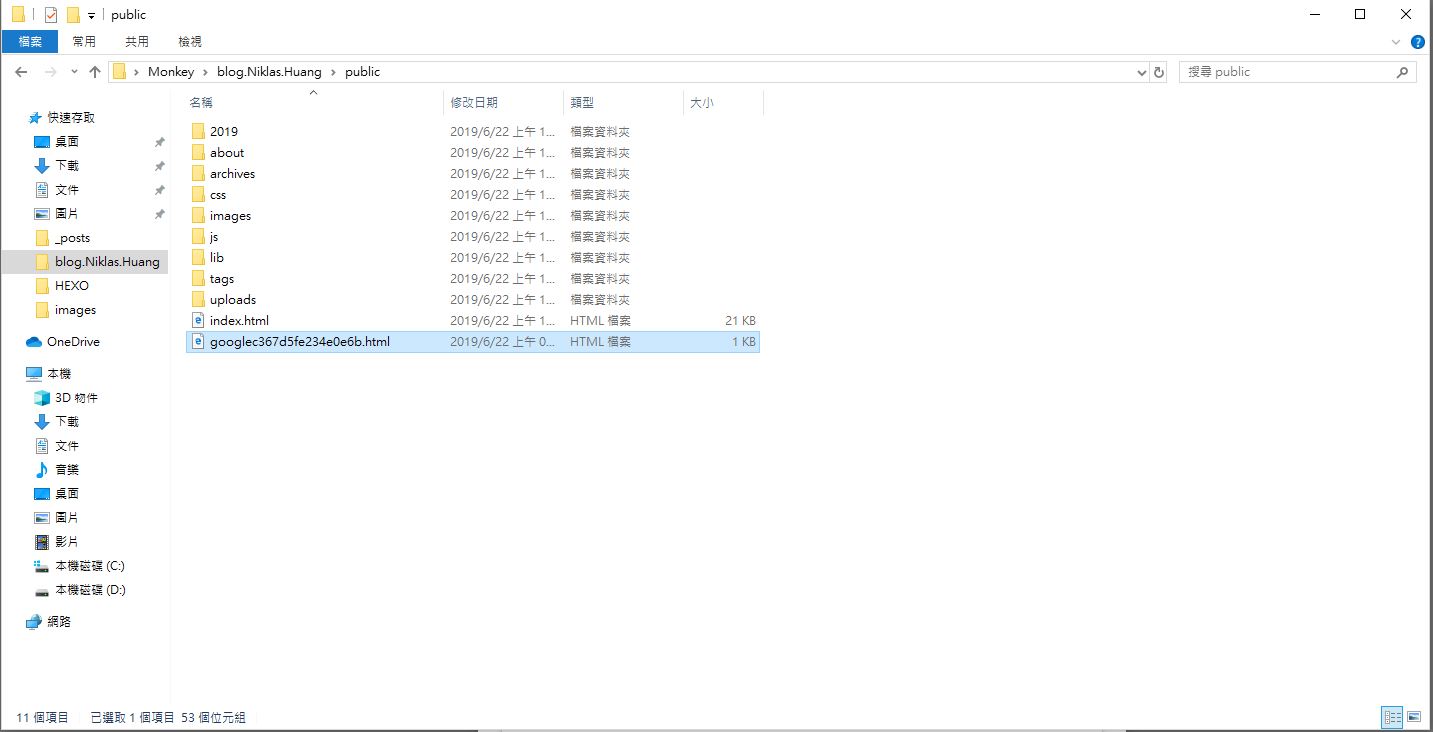 public
檔案 常用 共用 檢視
Monkey blog.Niklas.Huang public 搜尋 public
名稱 修改日期 類型 大小
快速存取
桌面
下載
文件
圖片
_posts
blog.Niklas.Huang
HEXO
images
OneDrive
本機
3D 物件
下載
文件
音樂
桌面
圖片
影片
本機磁碟 (C:)
本機磁碟 (D:)
網路
2019 2019/6/22 上午 1... 檔案資料夾
about 2019/6/22 上午 1... 檔案資料夾
archives 2019/6/22 上午 1... 檔案資料夾
css 2019/6/22 上午 1... 檔案資料夾
images 2019/6/22 上午 1... 檔案資料夾
js 2019/6/22 上午 1... 檔案資料夾
lib 2019/6/22 上午 1... 檔案資料夾
tags 2019/6/22 上午 1... 檔案資料夾
uploads 2019/6/22 上午 1... 檔案資料夾
index.html 2019/6/22 上午 1... HTML 檔案 21 KB
googlec367d5fe234e0e6b.html 2019/6/22 上午 0... HTML 檔案 1 KB
11 個項目 已選取 1 個項目 53 個位元組